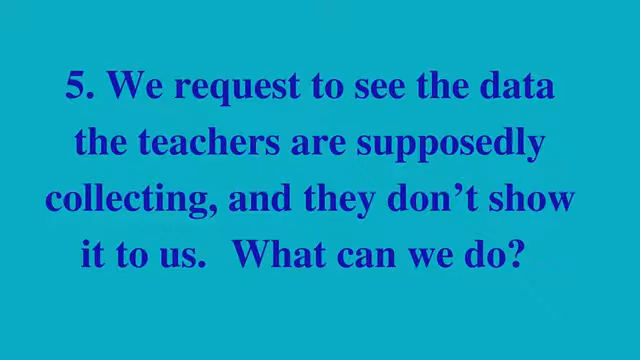 5. We request to see the data
the teachers are supposedly
collecting, and they don’t show
it to us.  What can we do?